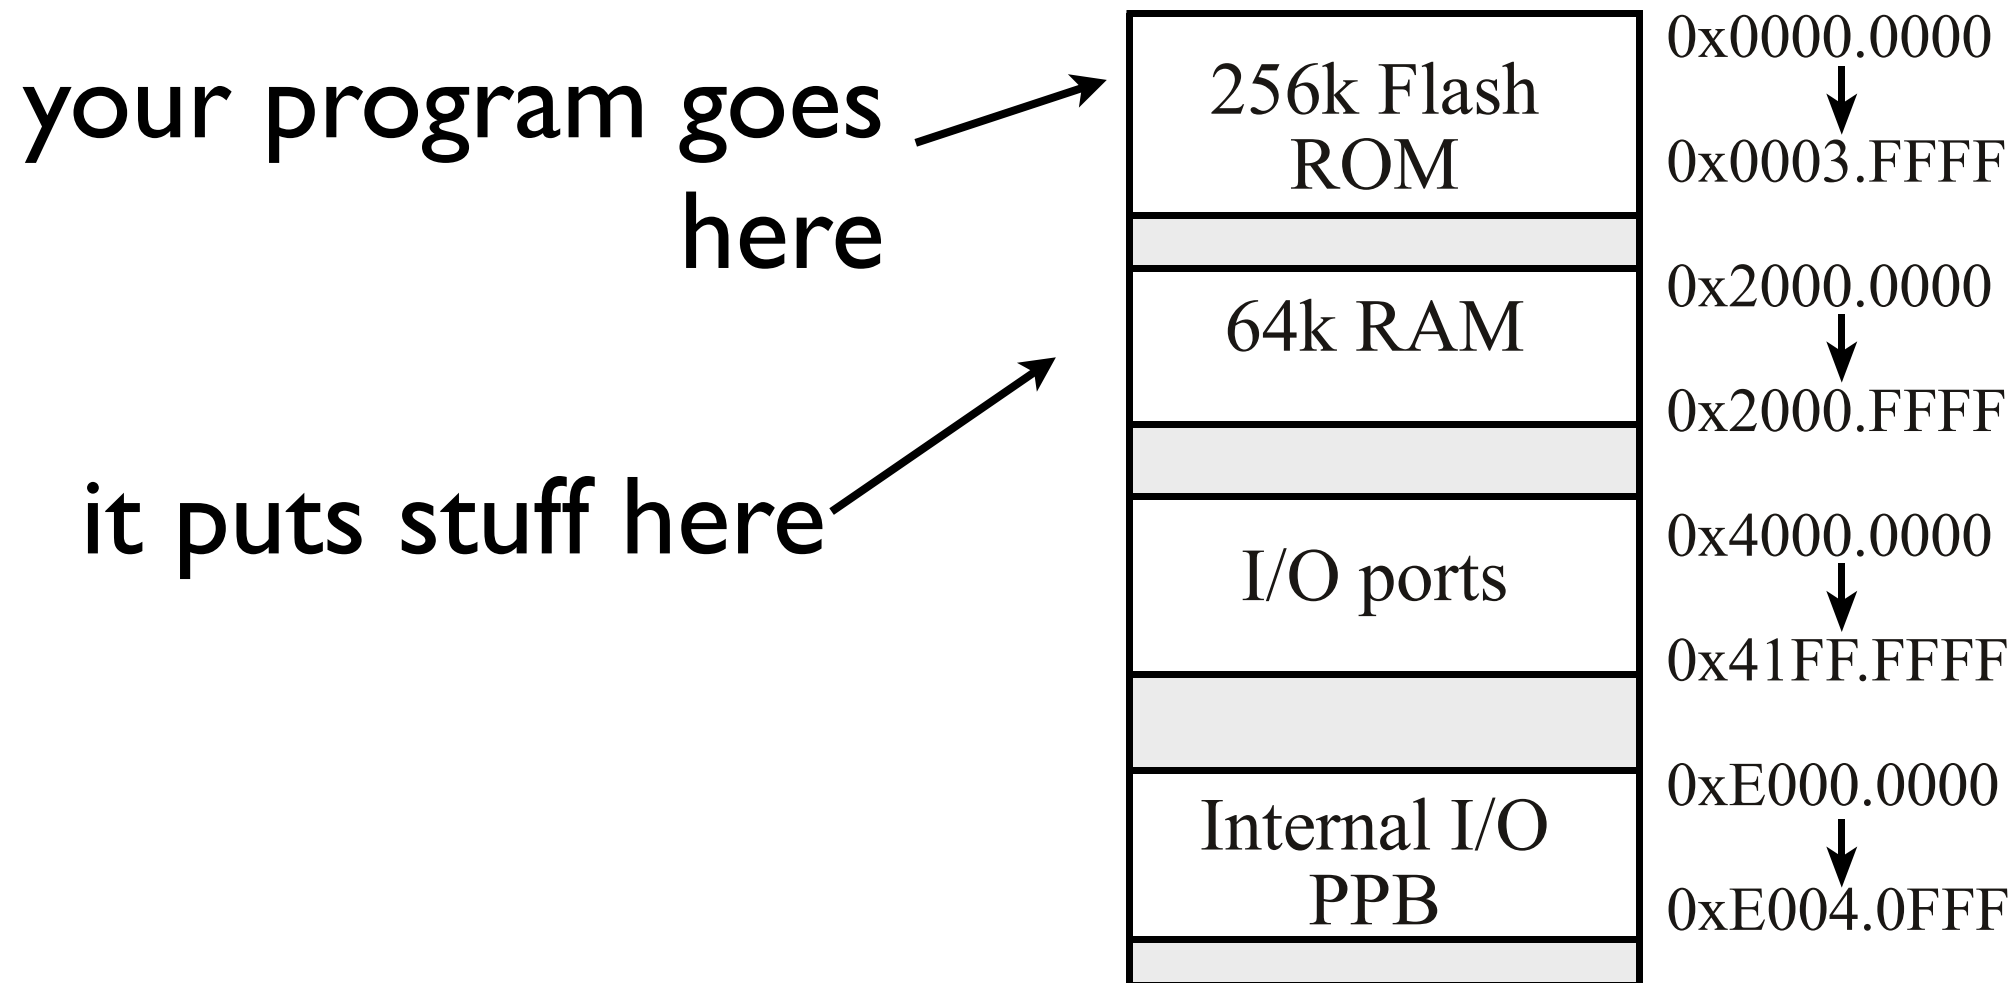 your program goes
here
it puts stuff here
256k Flash
ROM
0x0000.0000
0x0003.FFFF
64k RAM
0x2000.0000
0x2000.FFFF
I/O ports
0x4000.0000
0x41FF.FFFF
Internal I/O
PPB
0xE000.0000
0xE004.0FFF